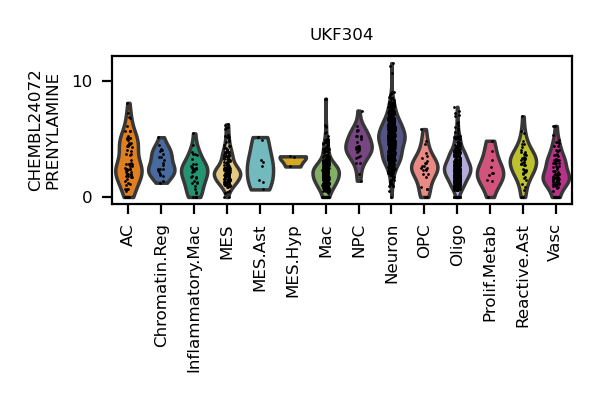 UKF304
CHEMBL24072
PRENYLAMINE
10
0
AC
Chromatin.Reg
Inflammatory.Mac
MES
MES.Ast
MES.Hyp
Mac
NPC
Neuron
OPC
Oligo
Prolif.Metab
Reactive.Ast
Vasc